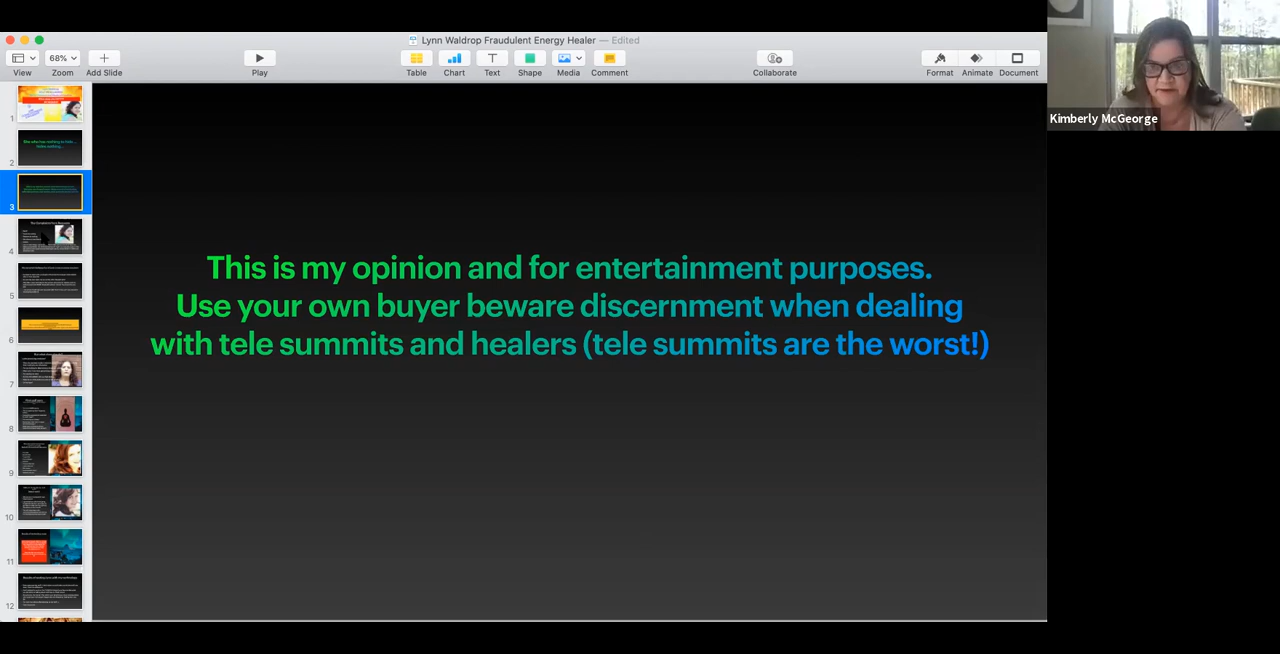 Lynn Waldrop Fraudulent Energy Healer — Edited
68%
View
Zoom
Add Slide
Play
Table
Chart
Text
Shape
Media
Comment
Collaborate
Format
Animate
Document
Kimberly McGeorge
This is my opinion and for entertainment purposes.
Use your own buyer beware discernment when dealing
with tele summits and healers (tele summits are the worst!)
1
2
3
4
5
6
7
8
9
10
11
12